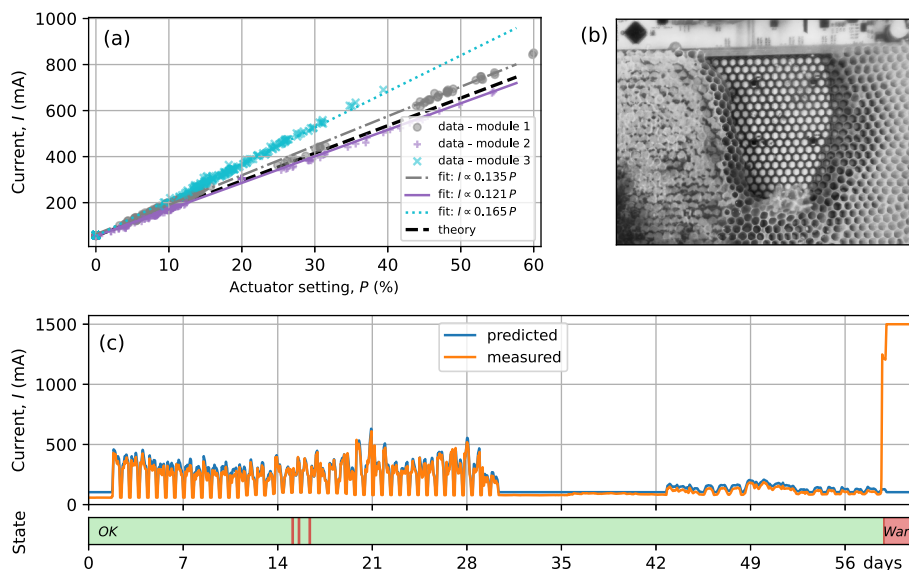 (a)
Current, I (mA)
1000
800
600
400
200
data - module 1
data - module 2
data - module 3
fit: I ∝ 0.135 P
fit: I ∝ 0.121 P
fit: I ∝ 0.165 P
theory
0 10 20 30 40 50 60
Actuator setting, P (%)
(b)
(c)
Current, I (mA)
1500
1000
500
0
predicted
measured
State
OK
War
0 7 14 21 28 35 42 49 56 days